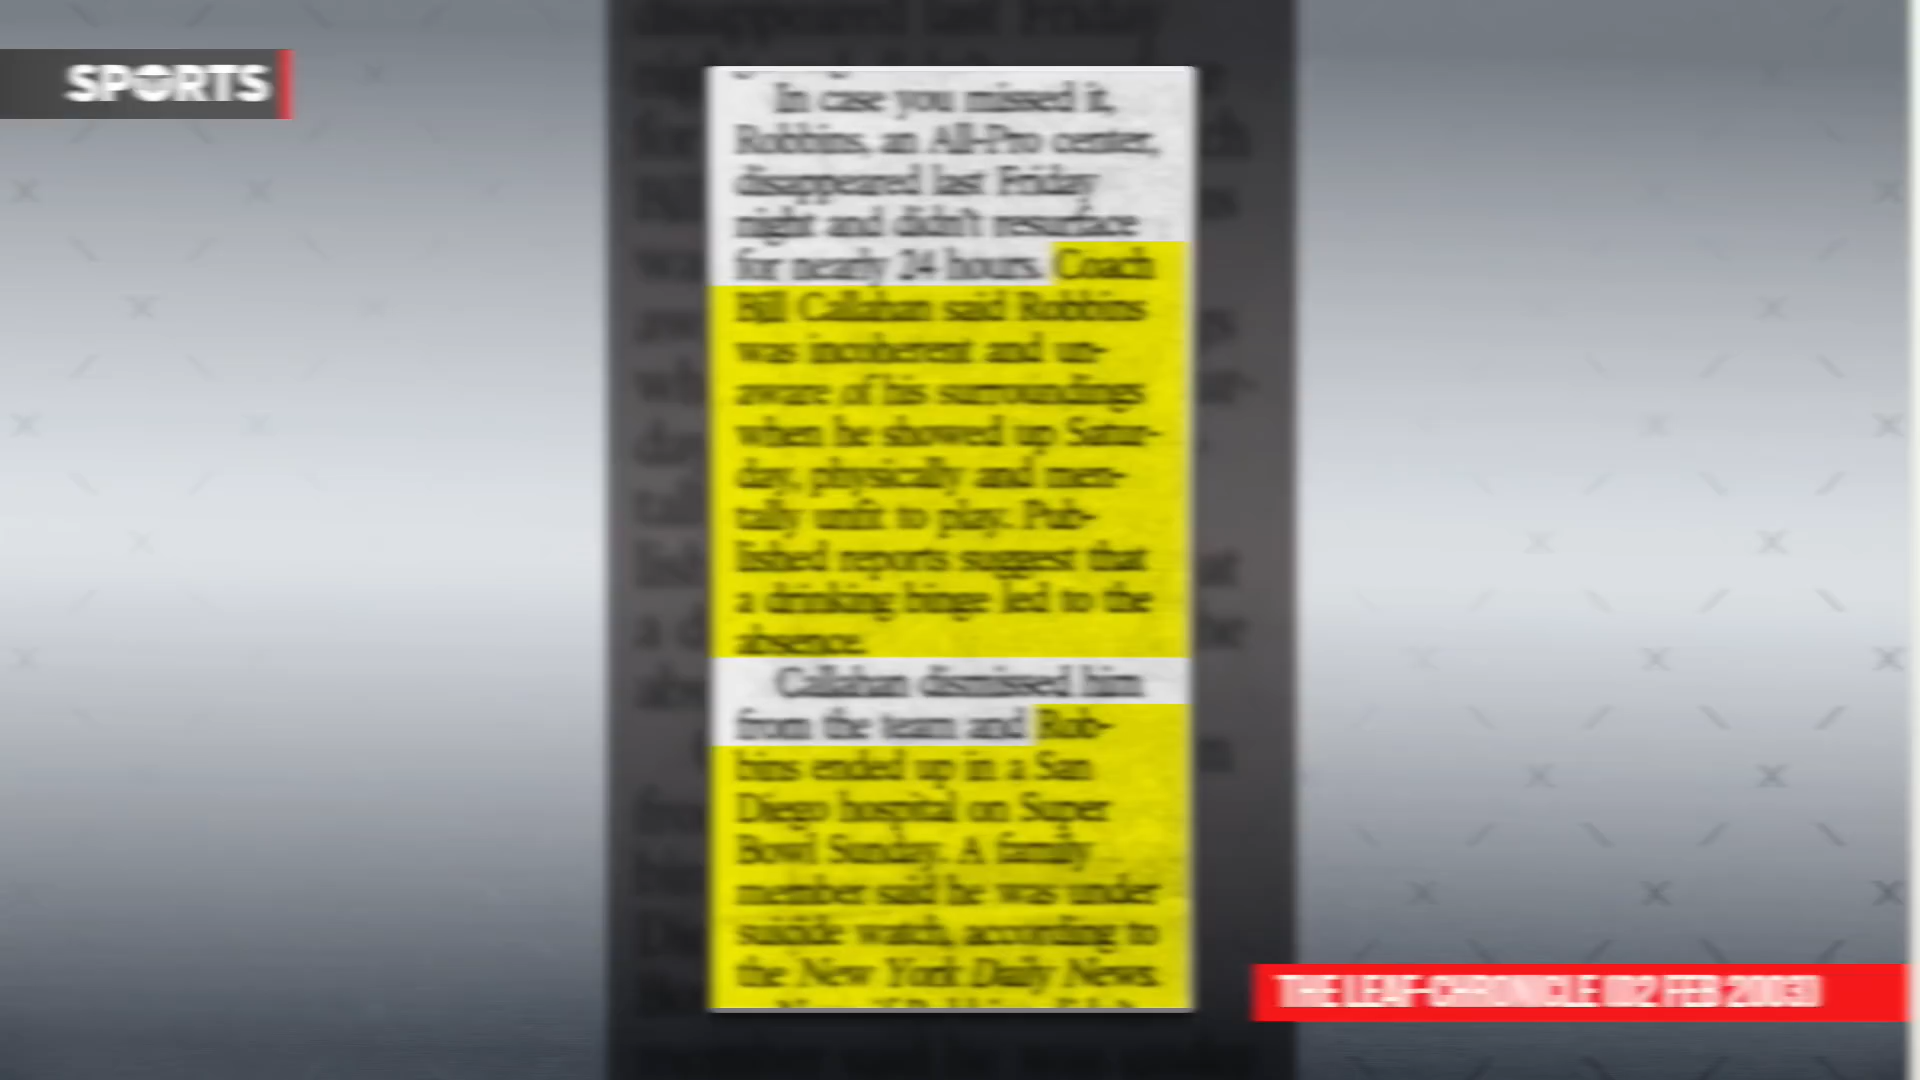 SPORTS
In case you missed it,
Robbins, an All-Pro center,
disappeared last Friday
night and didn't resurface
for nearly 24 hours. Coach
Bill Callahan said Robbins
was incoherent and un-
aware of his surroundings
when he showed up Satur-
day, physically and men-
tally unfit to play. Pub-
lished reports suggest that
a drinking binge led to the
absence.
Callahan dismissed him
from the team and Rob-
bins ended up in a San
Diego hospital on Super
Bowl Sunday. A family
member said he was under
suicide watch, according to
the New York Daily News.
THE LEAF-CHRONICLE (02 FEB 2003)